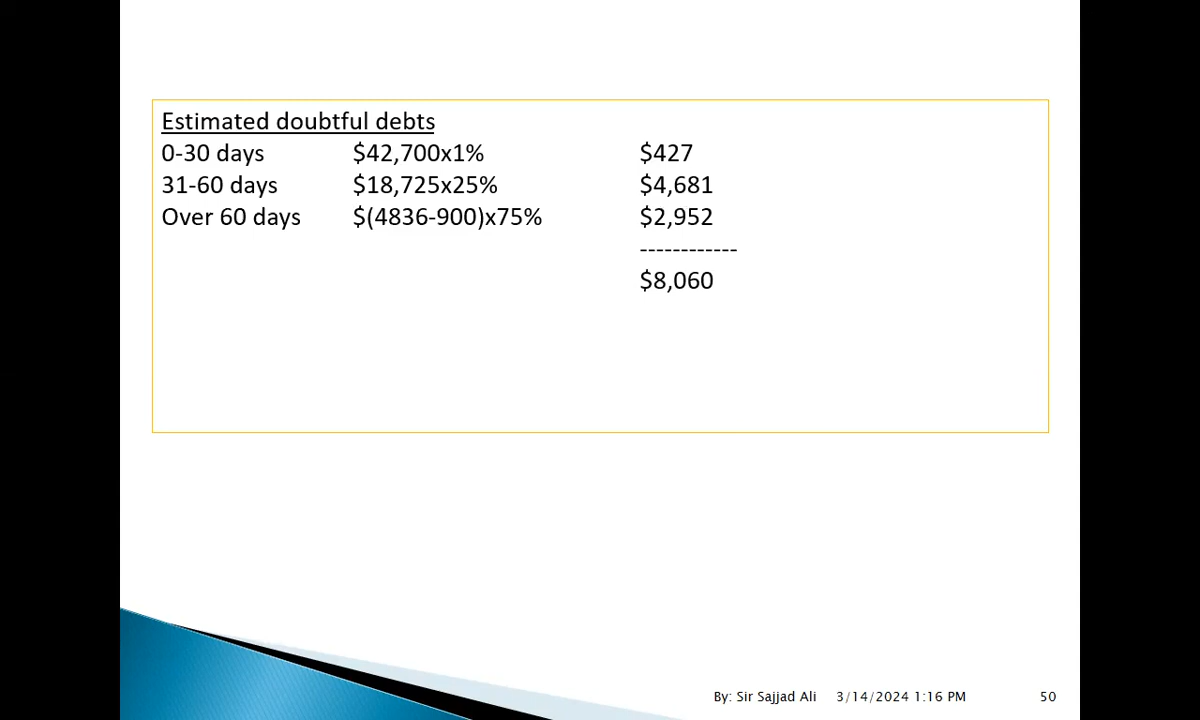 Estimated doubtful debts
0-30 days $42,700x1% $427
31-60 days $18,725x25% $4,681
Over 60 days $(4836-900)x75% $2,952
------------
$8,060
By: Sir Sajjad Ali 3/14/2024 1:16 PM 50